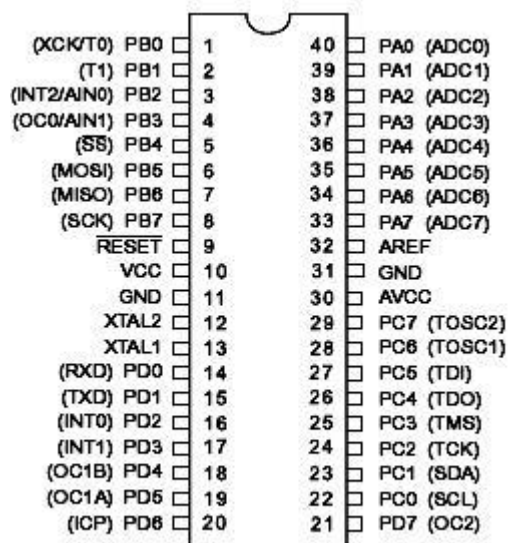 (XCK/T0) PB0 1 40 PA0 (ADC0)
(T1) PB1 2 39 PA1 (ADC1)
(INT2/AIN0) PB2 3 38 PA2 (ADC2)
(OC0/AIN1) PB3 4 37 PA3 (ADC3)
(SS) PB4 5 36 PA4 (ADC4)
(MOSI) PB5 6 35 PA5 (ADC5)
(MISO) PB6 7 34 PA6 (ADC6)
(SCK) PB7 8 33 PA7 (ADC7)
RESET 9 32 AREF
VCC 10 31 GND
GND 11 30 AVCC
XTAL2 12 29 PC7 (TOSC2)
XTAL1 13 28 PC6 (TOSC1)
(RXD) PD0 14 27 PC5 (TDI)
(TXD) PD1 15 26 PC4 (TDO)
(INT0) PD2 16 25 PC3 (TMS)
(INT1) PD3 17 24 PC2 (TCK)
(OC1B) PD4 18 23 PC1 (SDA)
(OC1A) PD5 19 22 PC0 (SCL)
(ICP) PD6 20 21 PD7 (OC2)